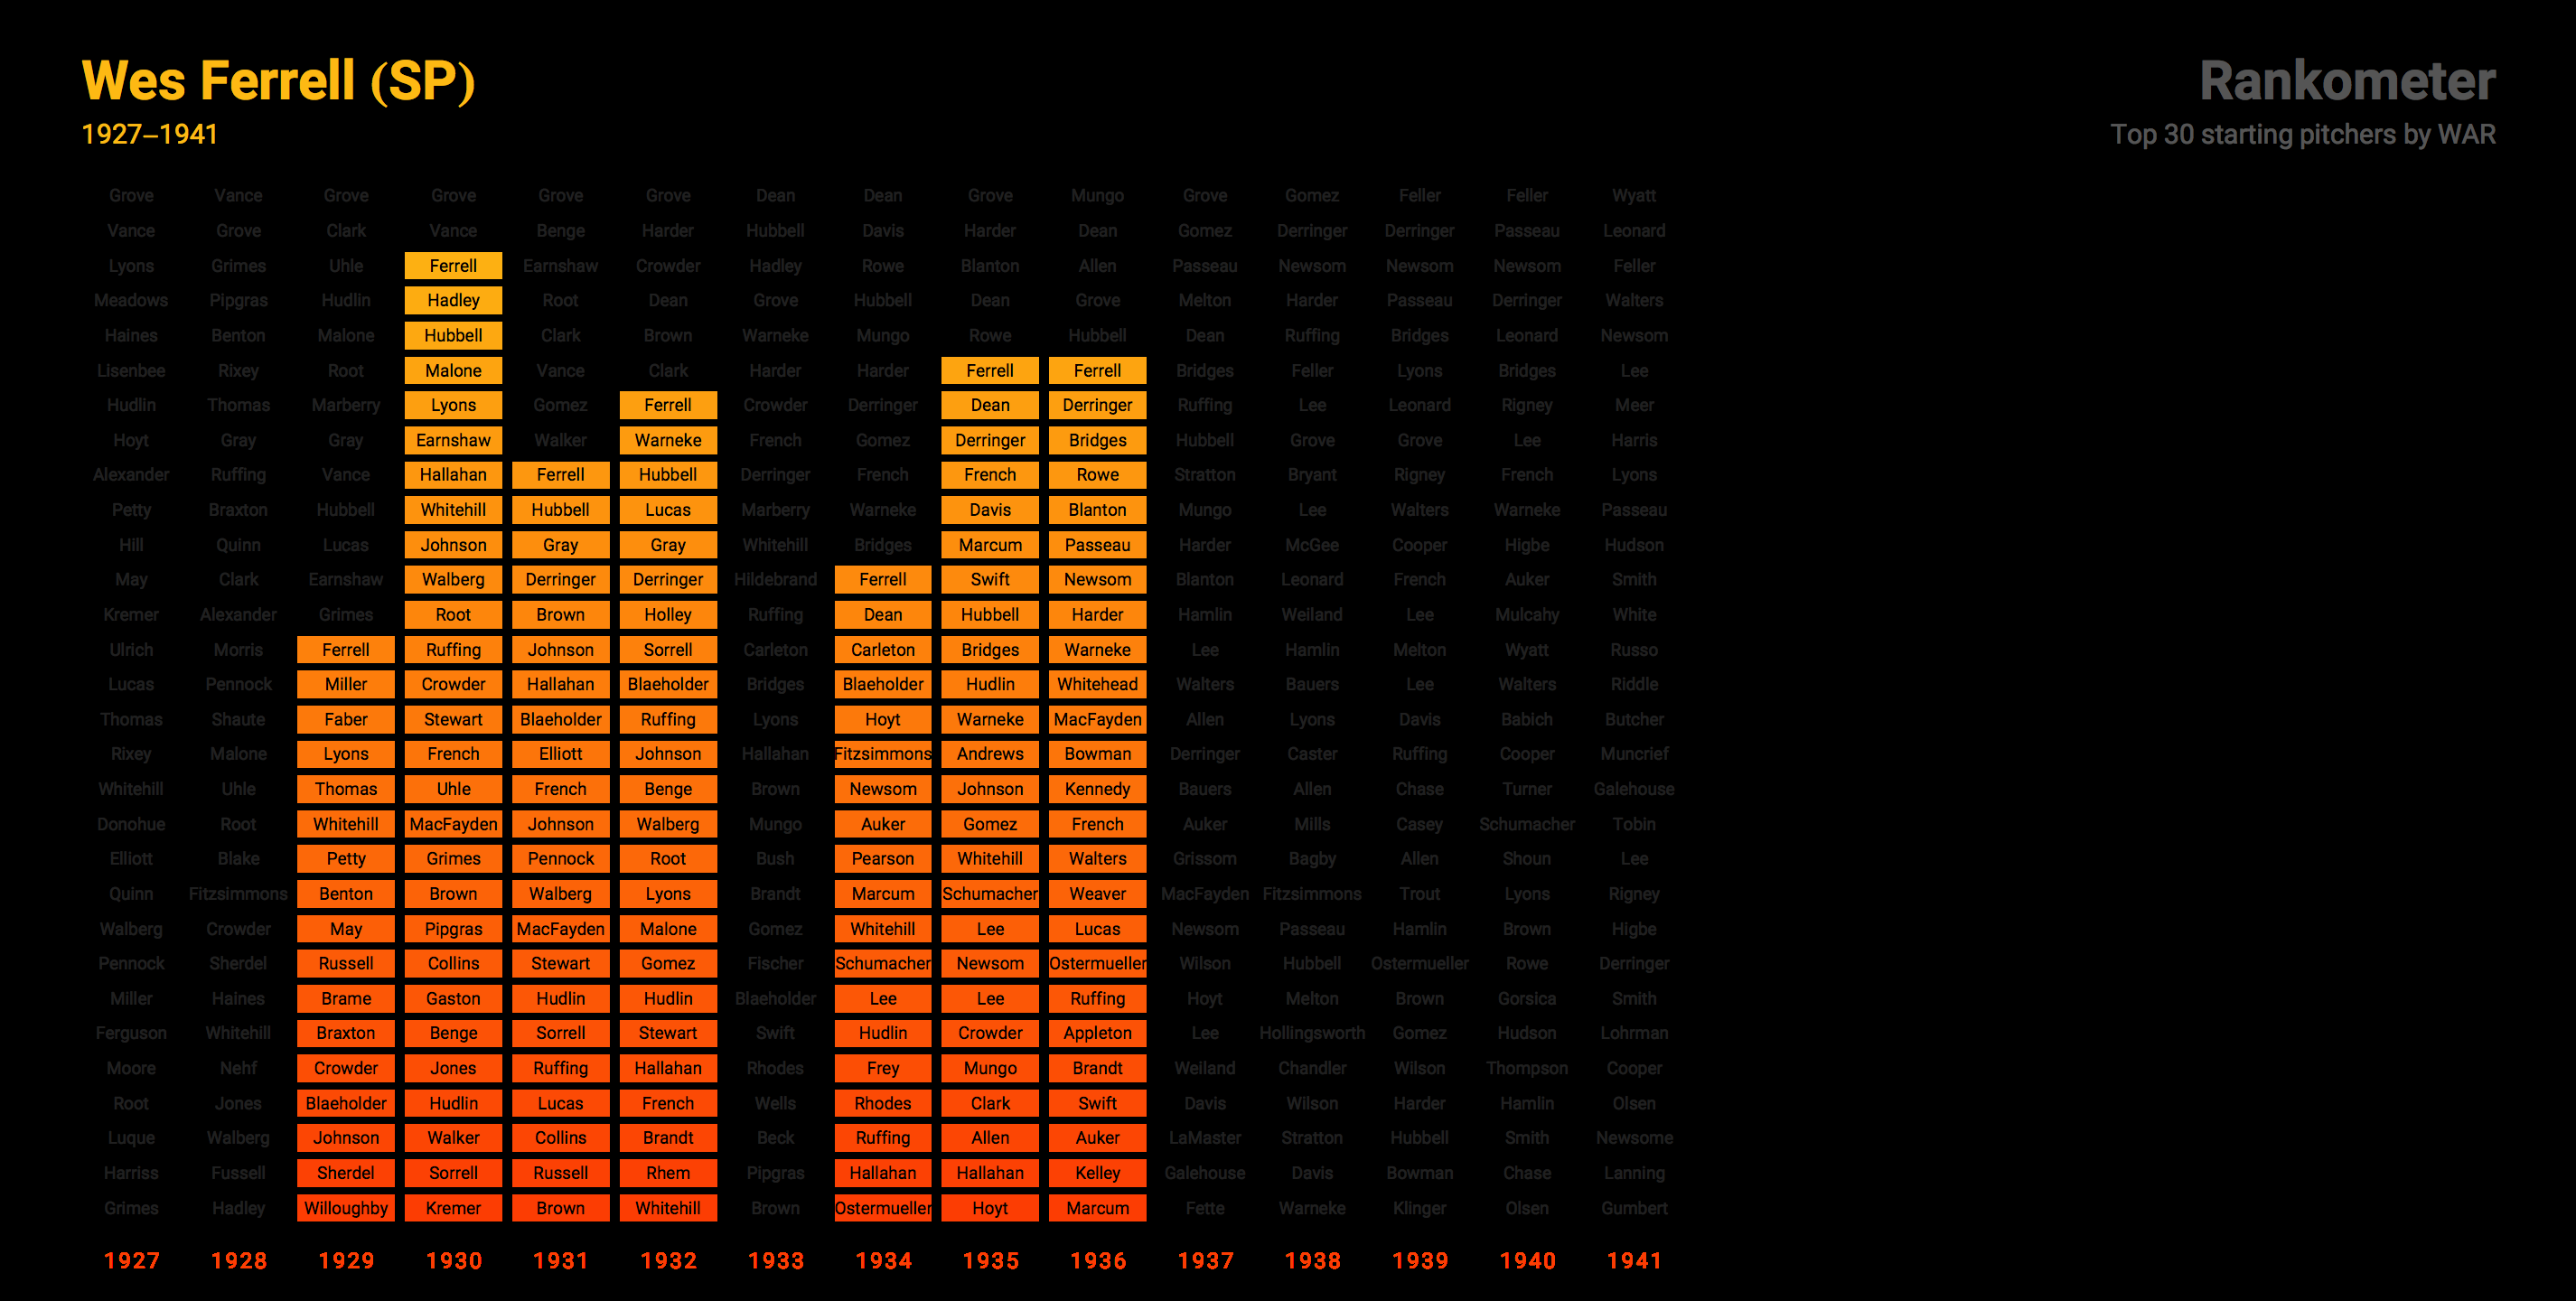 Wes Ferrell (SP)
1927–1941
Rankometer
Top 30 starting pitchers by WAR
Grove Vance Grove Grove Grove Grove Dean Dean Grove Mungo Grove Gomez Feller Feller Wyatt
Vance Grove Clark Vance Benge Harder Hubbell Davis Harder Dean Gomez Derringer Derringer Passeau Leonard
Lyons Grimes Uhle Ferrell Earnshaw Crowder Hadley Rowe Blanton Allen Passeau Newsom Newsom Newsom Feller
Meadows Pipgras Hudlin Hadley Root Dean Grove Hubbell Dean Grove Melton Harder Passeau Derringer Walters
Haines Benton Malone Hubbell Clark Brown Warneke Mungo Rowe Hubbell Dean Ruffing Bridges Leonard Newsom
Lisenbee Rixey Root Malone Vance Clark Harder Harder Ferrell Ferrell Bridges Feller Lyons Bridges Lee
Hudlin Thomas Marberry Lyons Gomez Ferrell Crowder Derringer Dean Derringer Ruffing Lee Leonard Rigney Meer
Hoyt Gray Gray Earnshaw Walker Warneke French Gomez Derringer Bridges Hubbell Grove Grove Lee Harris
Alexander Ruffing Vance Hallahan Ferrell Hubbell Derringer French French Rowe Stratton Bryant Rigney French Lyons
Petty Braxton Hubbell Whitehill Hubbell Lucas Marberry Warneke Davis Blanton Mungo Lee Walters Warneke Passeau
Hill Quinn Lucas Johnson Gray Gray Whitehill Bridges Marcum Passeau Harder McGee Cooper Higbe Hudson
May Clark Earnshaw Walberg Derringer Derringer Hildebrand Ferrell Swift Newsom Blanton Leonard French Auker Smith
Kremer Alexander Grimes Root Brown Holley Ruffing Dean Hubbell Harder Hamlin Weiland Lee Mulcahy White
Ulrich Morris Ferrell Ruffing Johnson Sorrell Carleton Carleton Bridges Warneke Lee Hamlin Melton Wyatt Russo
Lucas Pennock Miller Crowder Hallahan Blaeholder Bridges Blaeholder Hudlin Whitehead Walters Bauers Lee Walters Riddle
Thomas Shaute Faber Stewart Blaeholder Ruffing Lyons Hoyt Warneke MacFayden Allen Lyons Davis Babich Butcher
Rixey Malone Lyons French Elliott Johnson Hallahan Fitzsimmons Andrews Bowman Derringer Caster Ruffing Cooper Muncrief
Whitehill Uhle Thomas Uhle French Benge Brown Newsom Johnson Kennedy Bauers Allen Chase Turner Galehouse
Donohue Root Whitehill MacFayden Johnson Walberg Mungo Auker Gomez French Auker Mills Casey Schumacher Tobin
Elliott Blake Petty Grimes Pennock Root Bush Pearson Whitehill Walters Grissom Bagby Allen Shoun Lee
Quinn Fitzsimmons Benton Brown Walberg Lyons Brandt Marcum Schumacher Weaver MacFayden Fitzsimmons Trout Lyons Rigney
Walberg Crowder May Pipgras MacFayden Malone Gomez Whitehill Lee Lucas Newsom Passeau Hamlin Brown Higbe
Pennock Sherdel Russell Collins Stewart Gomez Fischer Schumacher Newsom Ostermueller Wilson Hubbell Ostermueller Rowe Derringer
Miller Haines Brame Gaston Hudlin Hudlin Blaeholder Lee Lee Ruffing Hoyt Melton Brown Gorsica Smith
Ferguson Whitehill Braxton Benge Sorrell Stewart Swift Hudlin Crowder Appleton Lee Hollingsworth Gomez Hudson Lohrman
Moore Nehf Crowder Jones Ruffing Hallahan Rhodes Frey Mungo Brandt Weiland Chandler Wilson Thompson Cooper
Root Jones Blaeholder Hudlin Lucas French Wells Rhodes Clark Swift Davis Wilson Harder Hamlin Olsen
Luque Walberg Johnson Walker Collins Brandt Beck Ruffing Allen Auker LaMaster Stratton Hubbell Smith Newsome
Harriss Fussell Sherdel Sorrell Russell Rhem Pipgras Hallahan Hallahan Kelley Galehouse Davis Bowman Chase Lanning
Grimes Hadley Willoughby Kremer Brown Whitehill Brown Ostermueller Hoyt Marcum Fette Warneke Klinger Olsen Gumbert
1927 1928 1929 1930 1931 1932 1933 1934 1935 1936 1937 1938 1939 1940 1941